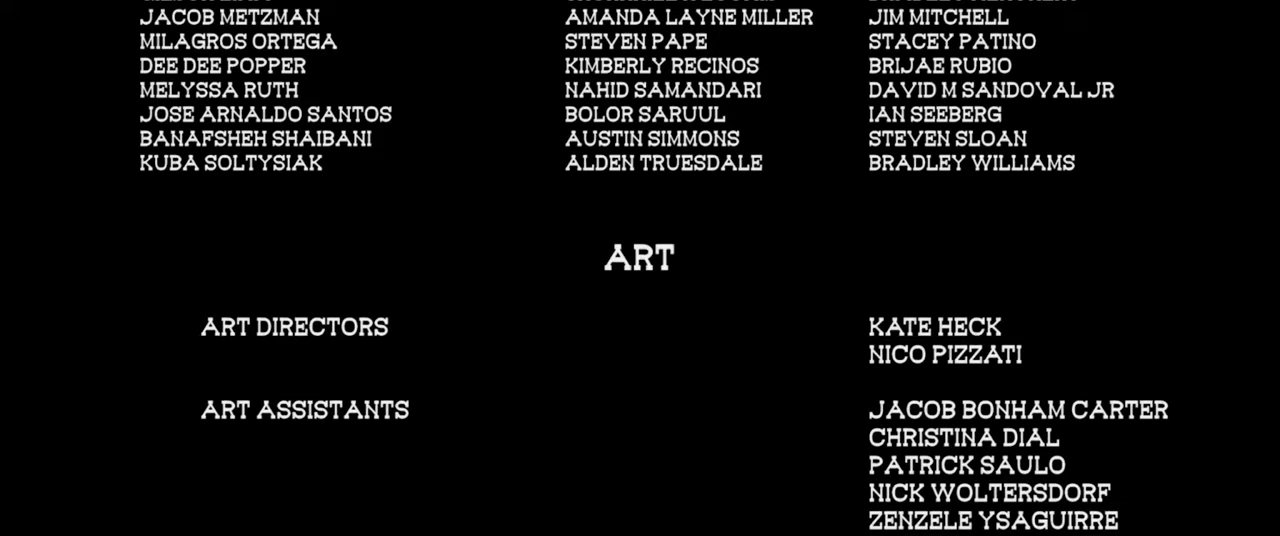 JACOB METZMAN AMANDA LAYNE MILLER JIM MITCHELL
MILAGROS ORTEGA STEVEN PAPE STACEY PATINO
DEE DEE POPPER KIMBERLY RECINOS BRIJAE RUBIO
MELYSSA RUTH NAHID SAMANDARI DAVID M SANDOVAL JR
JOSE ARNALDO SANTOS BOLOR SARUUL IAN SEEBERG
BANAFSHEH SHAIBANI AUSTIN SIMMONS STEVEN SLOAN
KUBA SOLTYSIAK ALDEN TRUESDALE BRADLEY WILLIAMS
ART
ART DIRECTORS KATE HECK
NICO PIZZATI
ART ASSISTANTS JACOB BONHAM CARTER
CHRISTINA DIAL
PATRICK SAULO
NICK WOLTERSDORF
ZENZELE YSAGUIRRE